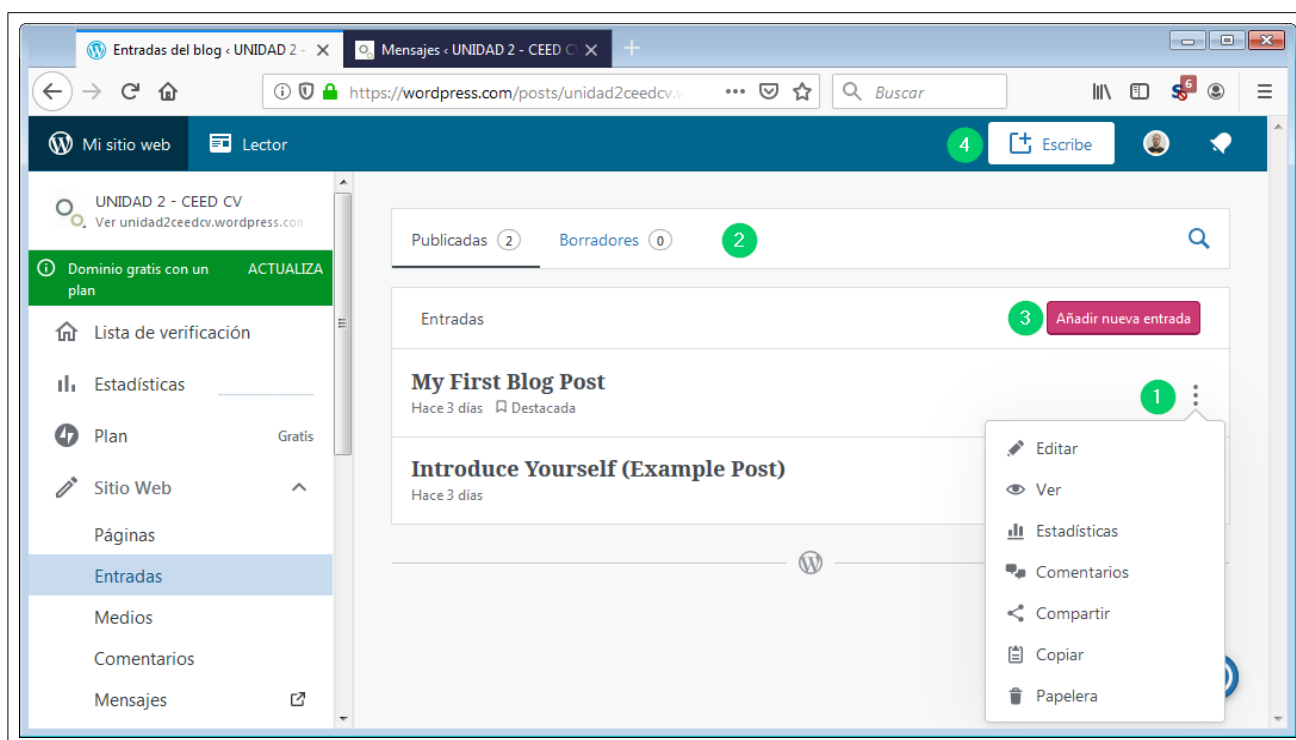 Entradas del blog ‹ UNIDAD 2 -
Mensajes ‹ UNIDAD 2 - CEED C
https://wordpress.com/posts/unidad2ceedcv.
Buscar
6
Mi sitio web
Lector
4
Escribe
UNIDAD 2 - CEED CV
Ver unidad2ceedcv.wordpress.con
Dominio gratis con un plan
ACTUALIZA
Lista de verificación
Estadísticas
Plan
Gratis
Sitio Web
Páginas
Entradas
Medios
Comentarios
Mensajes
Publicadas 2
Borradores 0
2
Entradas
3
Añadir nueva entrada
My First Blog Post
Hace 3 días Destacada
1
Introduce Yourself (Example Post)
Hace 3 días
Editar
Ver
Estadísticas
Comentarios
Compartir
Copiar
Papelera